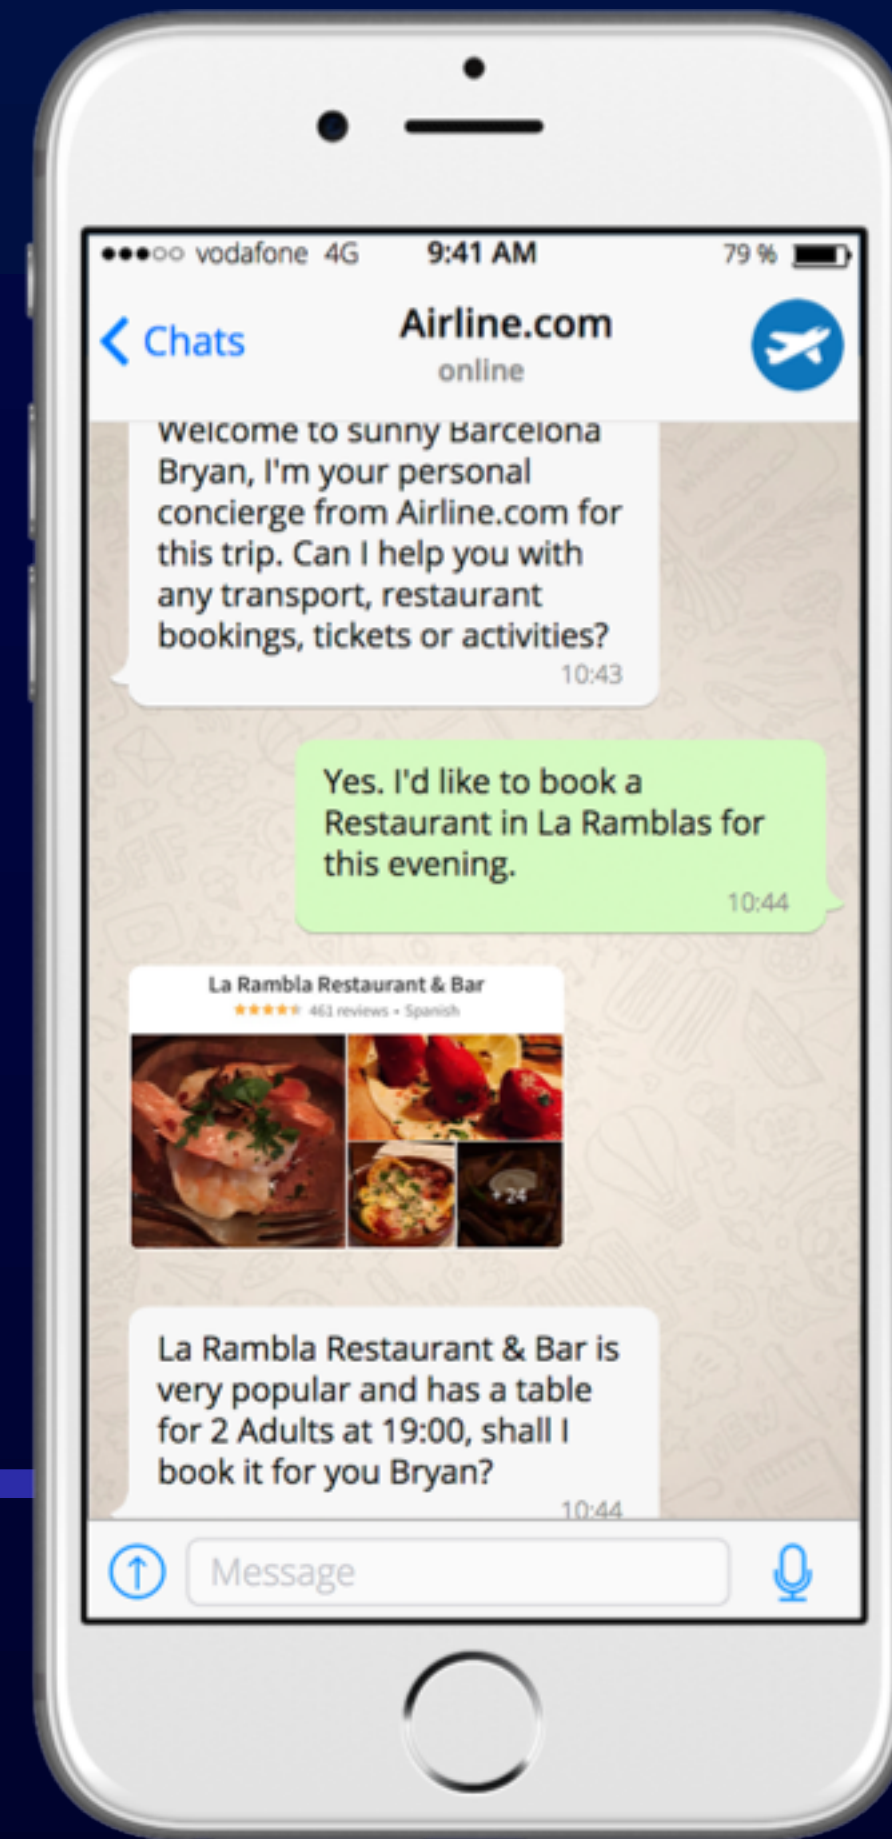 vodafone 4G 9:41 AM 79 %
Chats
Airline.com
online
Welcome to sunny Barcelona
Bryan, I'm your personal
concierge from Airline.com for
this trip. Can I help you with
any transport, restaurant
bookings, tickets or activities?
10:43
Yes. I'd like to book a
Restaurant in La Ramblas for
this evening.
10:44
La Rambla Restaurant & Bar
461 reviews • Spanish
+ 24
La Rambla Restaurant & Bar is
very popular and has a table
for 2 Adults at 19:00, shall I
book it for you Bryan?
10:44
Message